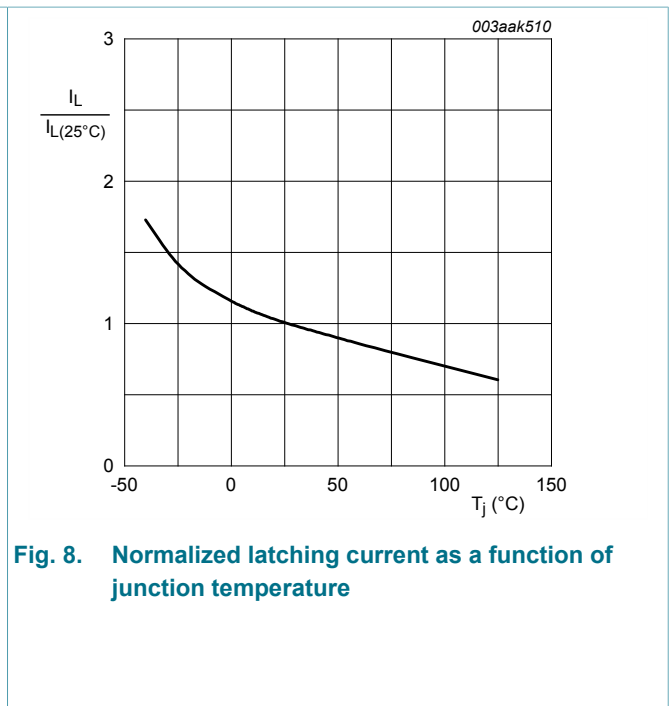 003aak510
3
I_L
I_L(25°C)
2
1
0
-50 0 50 100 150
T_j (°C)
Fig. 8. Normalized latching current as a function of
junction temperature